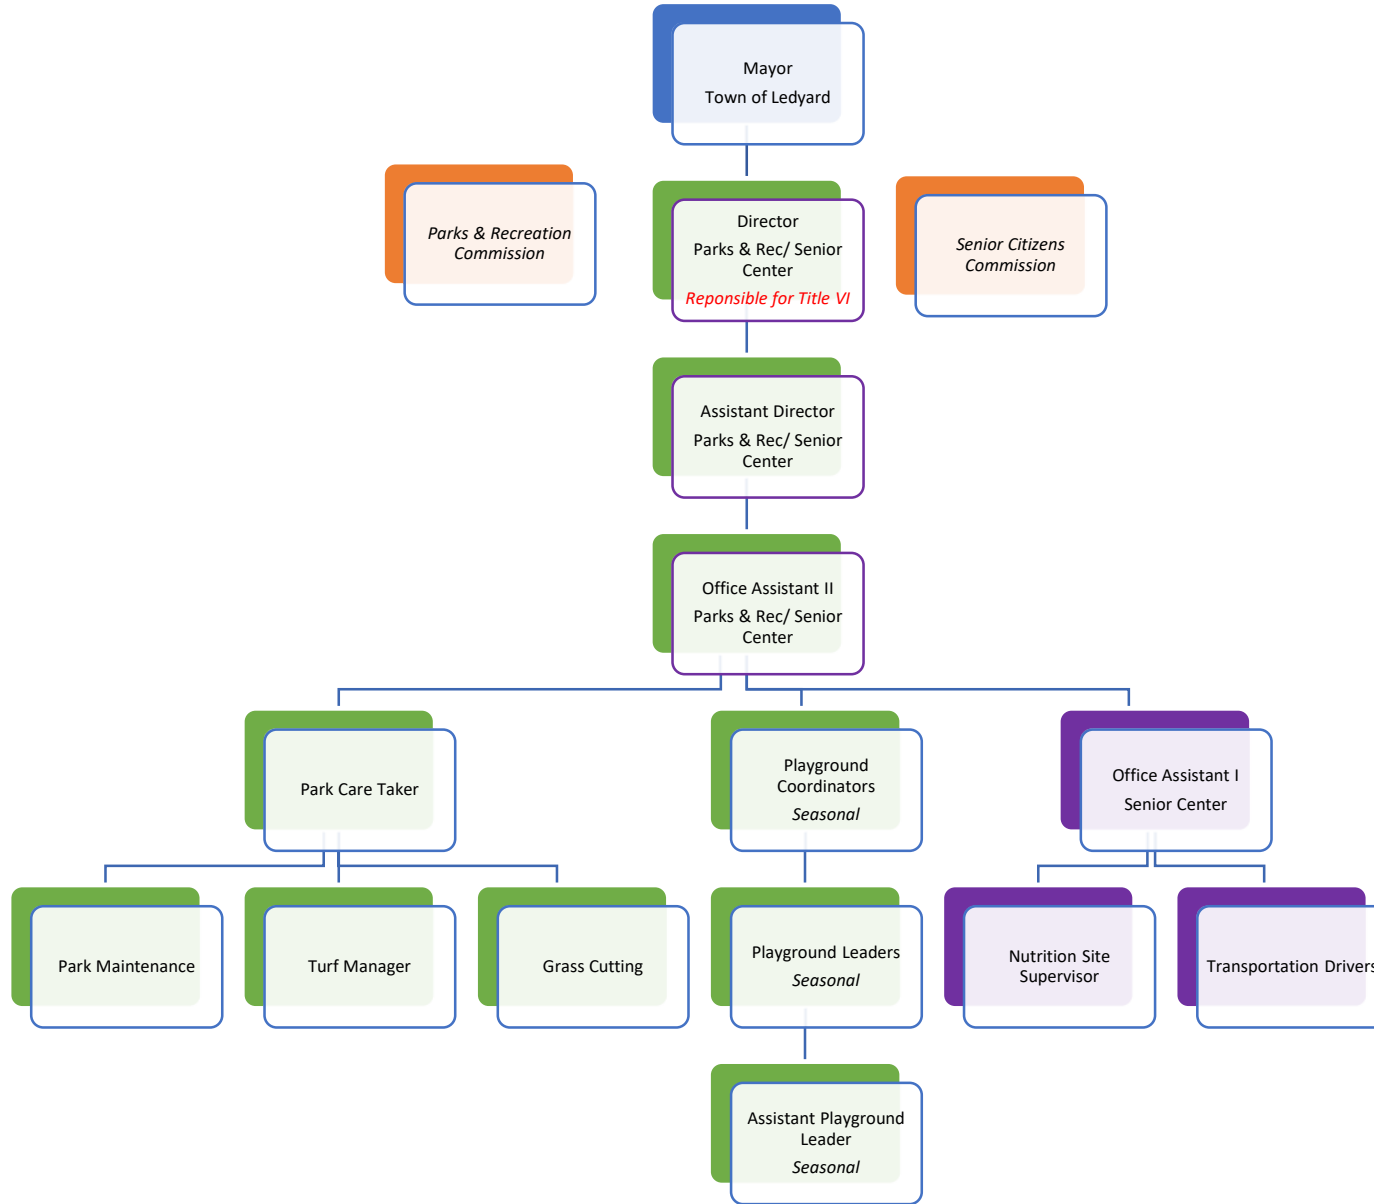 Mayor
Town of Ledyard
Parks & Recreation
Commission
Director
Parks & Rec/ Senior
Center
Reponsible for Title VI
Senior Citizens
Commission
Assistant Director
Parks & Rec/ Senior
Center
Office Assistant II
Parks & Rec/ Senior
Center
Park Care Taker
Playground
Coordinators
Seasonal
Office Assistant I
Senior Center
Park Maintenance
Turf Manager
Grass Cutting
Playground Leaders
Seasonal
Nutrition Site
Supervisor
Transportation Drivers
Assistant Playground
Leader
Seasonal